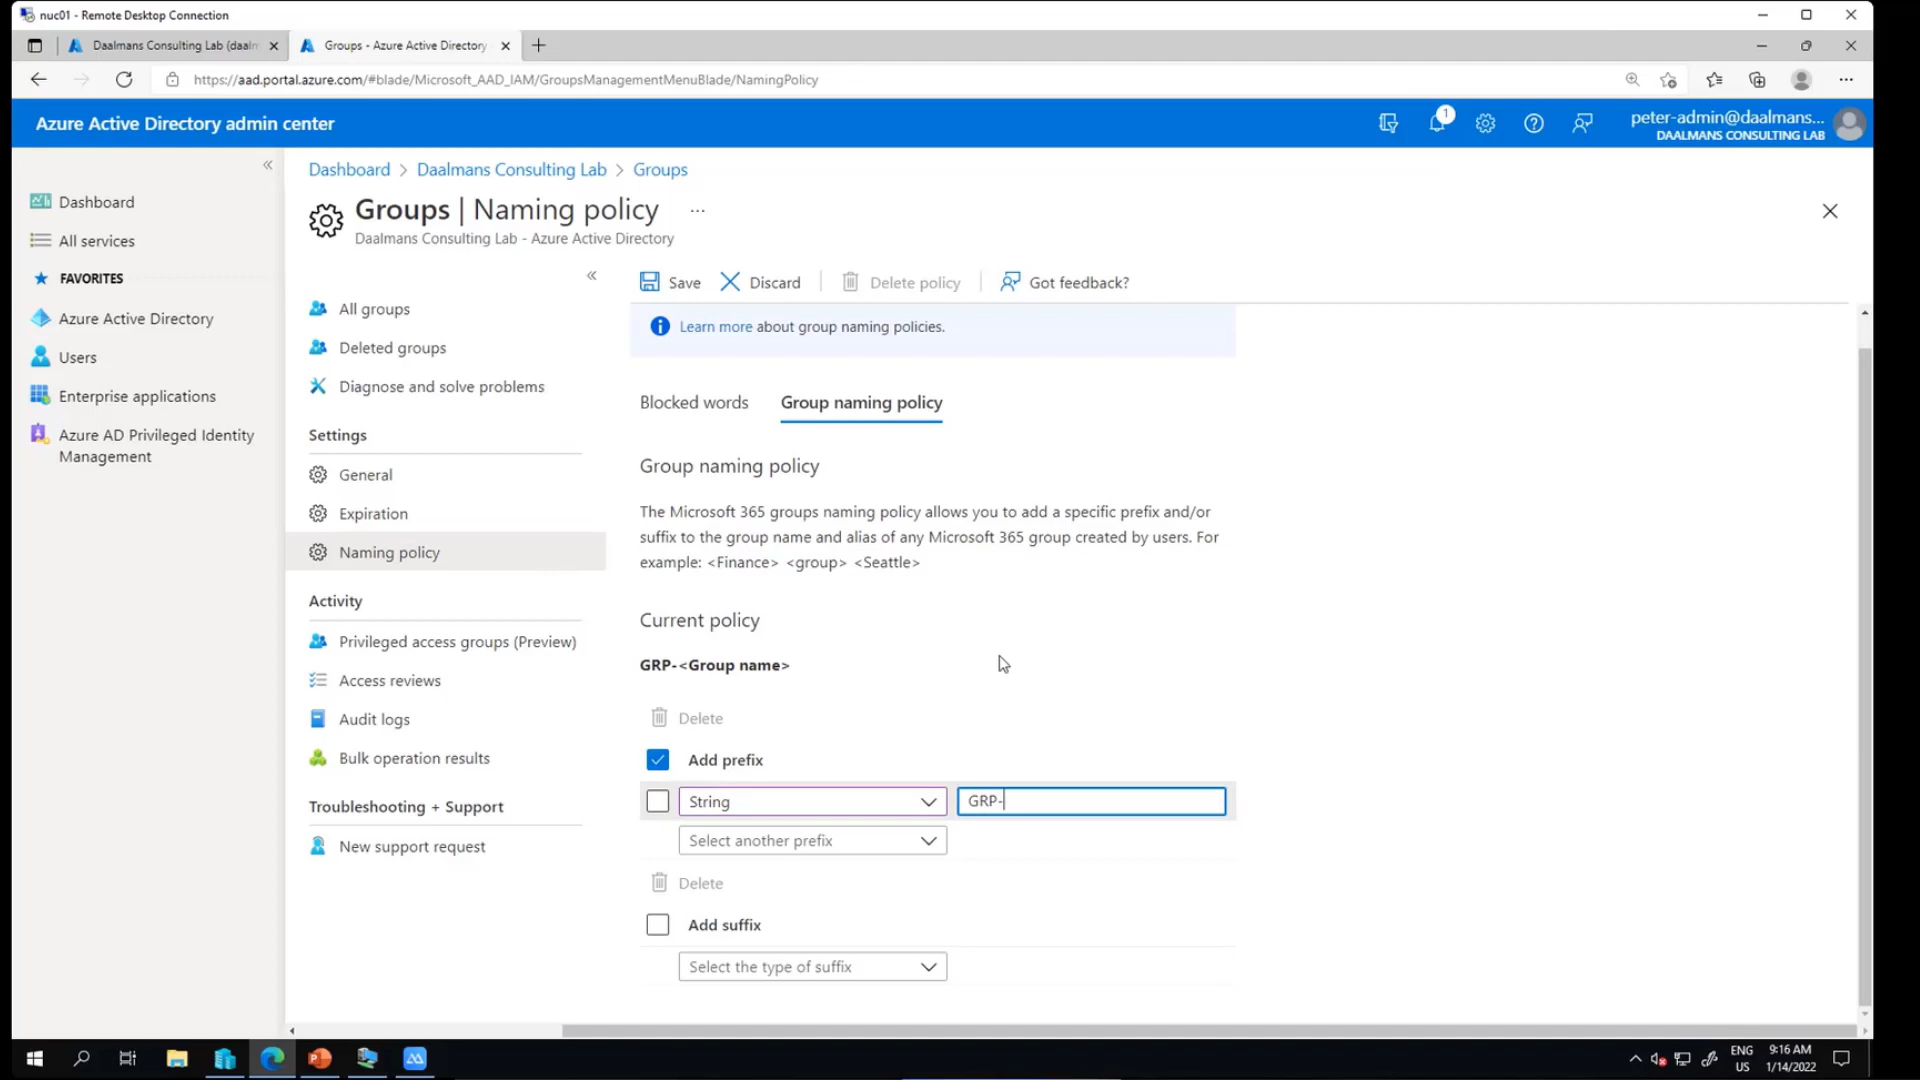 nuc01 - Remote Desktop Connection
Daalmans Consulting Lab (daaln
Groups - Azure Active Directory
https://aad.portal.azure.com/#blade/Microsoft_AAD_IAM/GroupsManagementMenuBlade/NamingPolicy
Azure Active Directory admin center
1
peter-admin@daalmans...
DAALMANS CONSULTING LAB
Dashboard
All services
FAVORITES
Azure Active Directory
Users
Enterprise applications
Azure AD Privileged Identity
Management
Dashboard > Daalmans Consulting Lab > Groups
Groups | Naming policy ...
Daalmans Consulting Lab - Azure Active Directory
All groups
Deleted groups
Diagnose and solve problems
Settings
General
Expiration
Naming policy
Activity
Privileged access groups (Preview)
Access reviews
Audit logs
Bulk operation results
Troubleshooting + Support
New support request
Save
Discard
Delete policy
Got feedback?
Learn more about group naming policies.
Blocked words
Group naming policy
Group naming policy
The Microsoft 365 groups naming policy allows you to add a specific prefix and/or
suffix to the group name and alias of any Microsoft 365 group created by users. For
example: <Finance> <group> <Seattle>
Current policy
GRP-<Group name>
Delete
Add prefix
String
GRP-
Select another prefix
Delete
Add suffix
Select the type of suffix
ENG
US
9:16 AM
1/14/2022